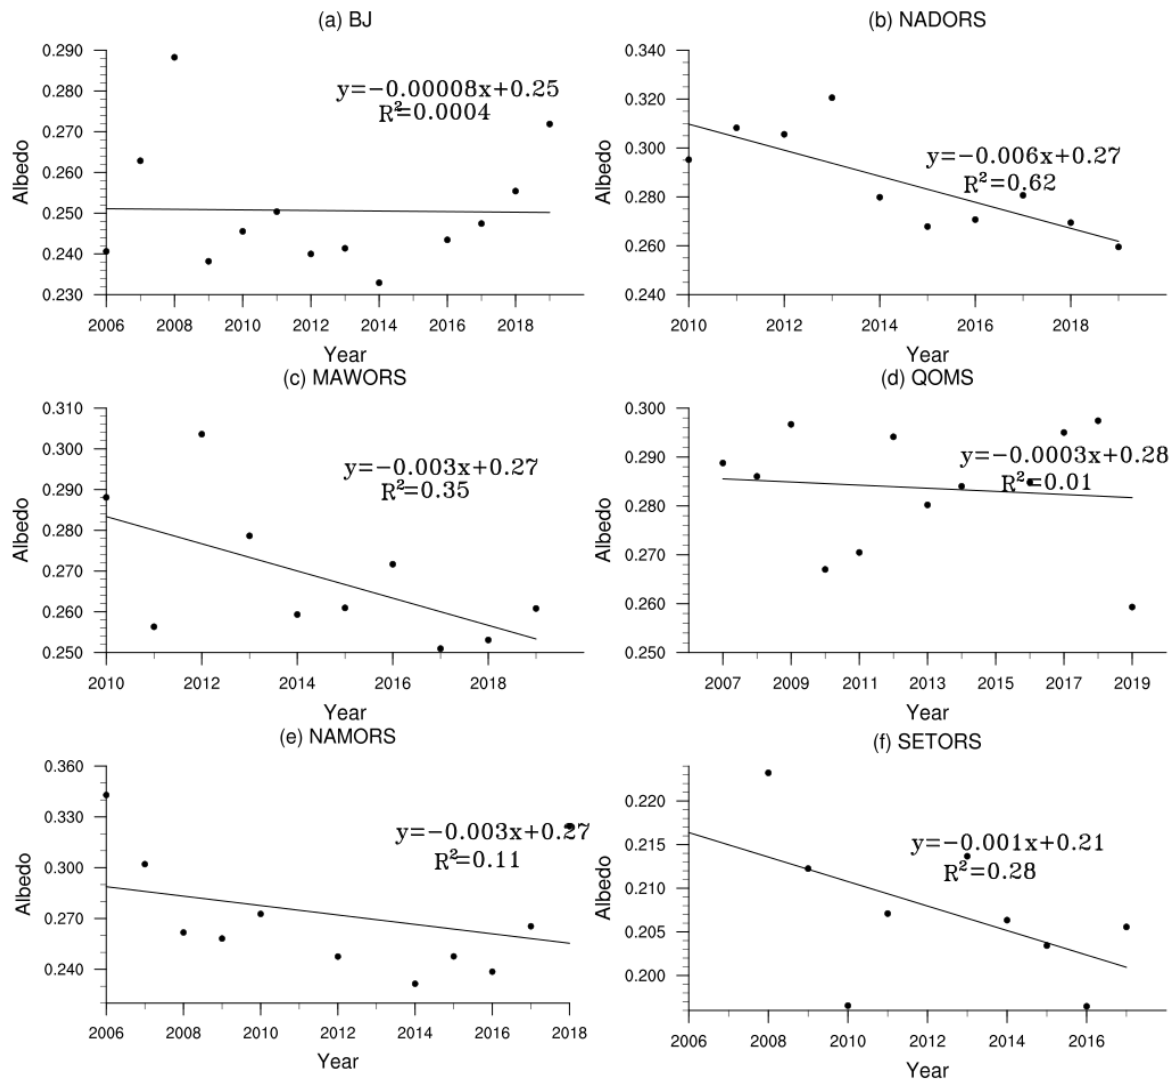 (a) BJ
0.290
0.280
0.270
0.260
0.250
0.240
0.230
Albedo
y=−0.00008x+0.25
R²=0.0004
2006 2008 2010 2012 2014 2016 2018
Year
(b) NADORS
0.340
0.320
0.300
0.280
0.260
0.240
Albedo
y=−0.006x+0.27
R²=0.62
2010 2012 2014 2016 2018
Year
(c) MAWORS
0.310
0.300
0.290
0.280
0.270
0.260
0.250
Albedo
y=−0.003x+0.27
R²=0.35
2010 2012 2014 2016 2018
Year
(d) QOMS
0.300
0.290
0.280
0.270
0.260
0.250
Albedo
y=−0.0003x+0.28
R²=0.01
2007 2009 2011 2013 2015 2017 2019
Year
(e) NAMORS
0.360
0.330
0.300
0.270
0.240
Albedo
y=−0.003x+0.27
R²=0.11
2006 2008 2010 2012 2014 2016 2018
Year
(f) SETORS
0.220
0.215
0.210
0.205
0.200
Albedo
y=−0.001x+0.21
R²=0.28
2006 2008 2010 2012 2014 2016
Year